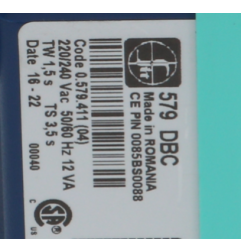 579 DBC
Made in ROMANIA
CE PIN 0085BS0088
Code 0.579.411 (04)
220/240 Vac 50/60 Hz 12 VA
TW 1,5 s TS 3,5 s
Date 16 - 22 00040
C US